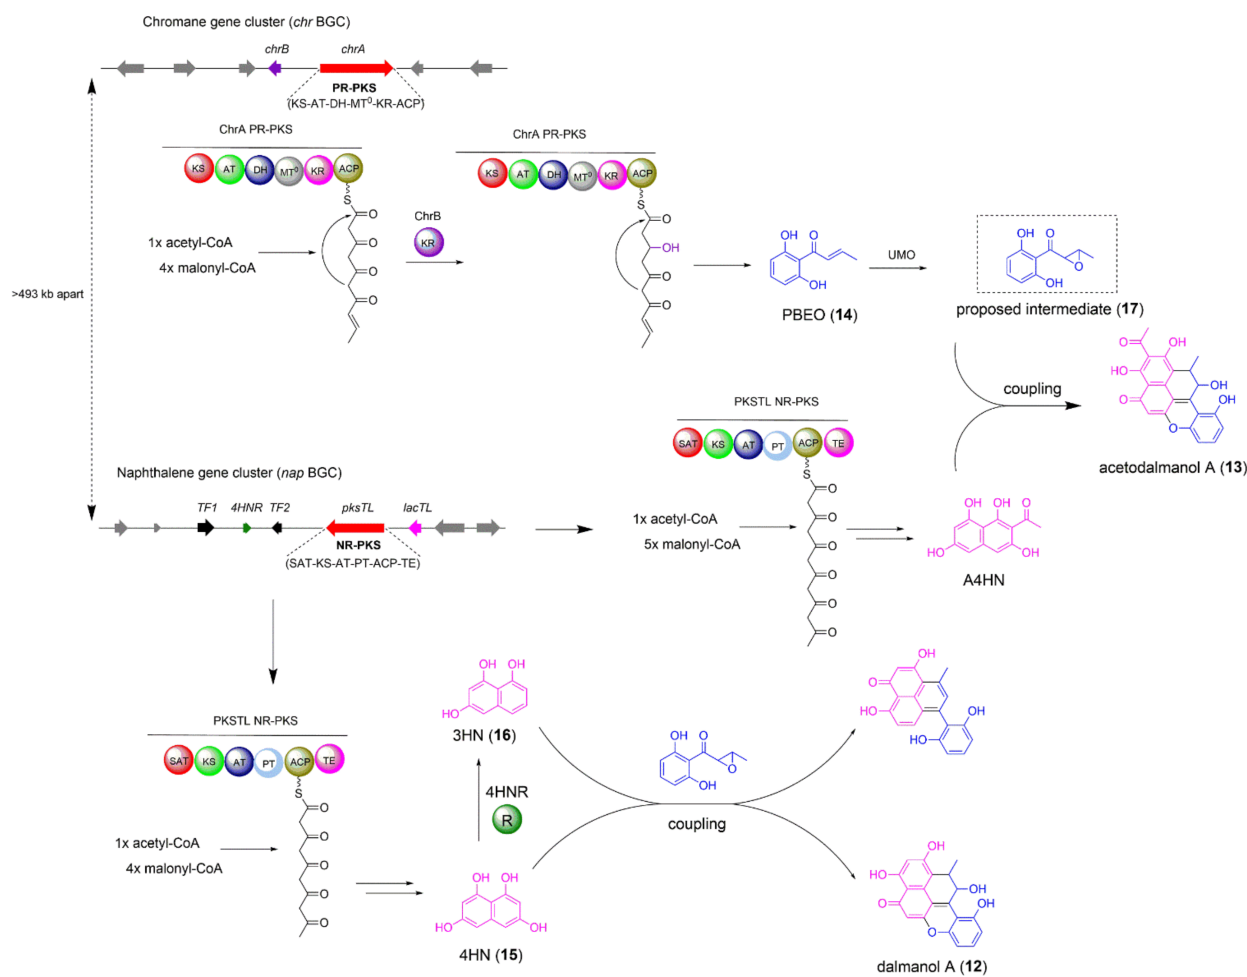 Chromane gene cluster (chr BGC)
chrB
chrA
PR-PKS
(KS-AT-DH-MT⁰-KR-ACP)
ChrA PR-PKS
KS AT DH MT⁰ KR ACP
S
O
O
O
O
1x acetyl-CoA
4x malonyl-CoA
ChrB
KR
ChrA PR-PKS
KS AT DH MT⁰ KR ACP
S
O
OH
O
O
OH O
OH
PBEO (14)
UMO
OH O
O
OH
proposed intermediate (17)
>493 kb apart
coupling
O OH
HO
OH
O
OH
O
acetodalmanol A (13)
Naphthalene gene cluster (nap BGC)
TF1 4HNR TF2 pksTL lacTL
NR-PKS
(SAT-KS-AT-PT-ACP-TE)
PKSTL NR-PKS
SAT KS AT PT ACP TE
S
O
O
O
O
O
O
1x acetyl-CoA
5x malonyl-CoA
OH OH O
HO OH
A4HN
PKSTL NR-PKS
SAT KS AT PT ACP TE
S
O
O
O
O
O
1x acetyl-CoA
4x malonyl-CoA
OH OH
HO
3HN (16)
4HNR
R
OH OH
HO OH
4HN (15)
OH O
O
OH
coupling
OH
O
HO
OH
HO
OH
HO
OH
O
OH
O
dalmanol A (12)